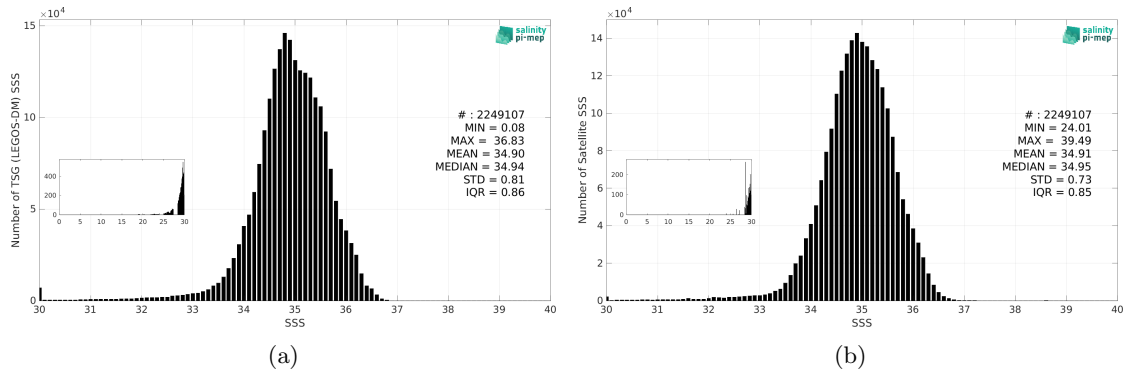 15 ×10⁴
salinity
pi-mep
Number of TSG (LEGOS-DM) SSS
10
5
0
# : 2249107
MIN = 0.08
MAX = 36.83
MEAN = 34.90
MEDIAN = 34.94
STD = 0.81
IQR = 0.86
400
200
0
0 5 10 15 20 25 30
30 31 32 33 34 35 36 37 38 39 40
SSS
(a)
×10⁴
salinity
pi-mep
Number of Satellite SSS
14
12
10
8
6
4
2
0
# : 2249107
MIN = 24.01
MAX = 39.49
MEAN = 34.91
MEDIAN = 34.95
STD = 0.73
IQR = 0.85
200
100
0
0 5 10 15 20 25 30
30 31 32 33 34 35 36 37 38 39 40
SSS
(b)